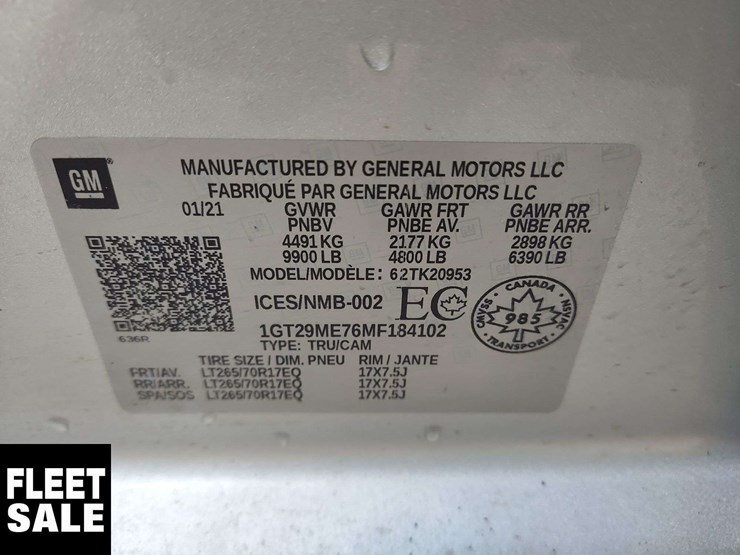 GM
MANUFACTURED BY GENERAL MOTORS LLC
FABRIQUÉ PAR GENERAL MOTORS LLC
01/21 GVWR GAWR FRT GAWR RR
PNBV PNBE AV. PNBE ARR.
4491 KG 2177 KG 2898 KG
9900 LB 4800 LB 6390 LB
MODEL/MODÈLE: 62TK20953
ICES/NMB-002 EC
CANADA
CMVSS 985 NSVAC
TRANSPORT
1GT29ME76MF184102
636R
TYPE: TRU/CAM
TIRE SIZE / DIM. PNEU RIM / JANTE
FRT/AV. LT265/70R17EQ 17X7.5J
RR/ARR. LT265/70R17EQ 17X7.5J
SPA/SOS LT265/70R17EQ 17X7.5J
FLEET
SALE